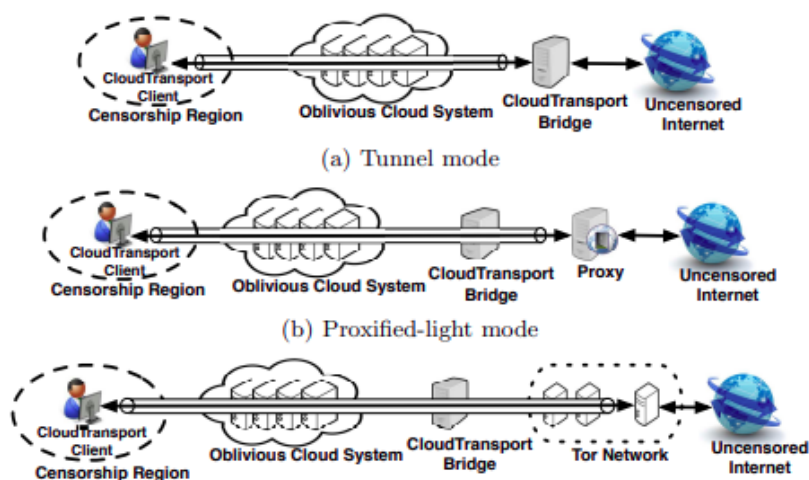 CloudTransport
Client
Censorship Region
Oblivious Cloud System
CloudTransport
Bridge
Uncensored
Internet
(a) Tunnel mode
CloudTransport
Client
Censorship Region
Oblivious Cloud System
CloudTransport
Bridge
Proxy
Uncensored
Internet
(b) Proxified-light mode
CloudTransport
Client
Censorship Region
Oblivious Cloud System
CloudTransport
Bridge
Tor Network
Uncensored
Internet